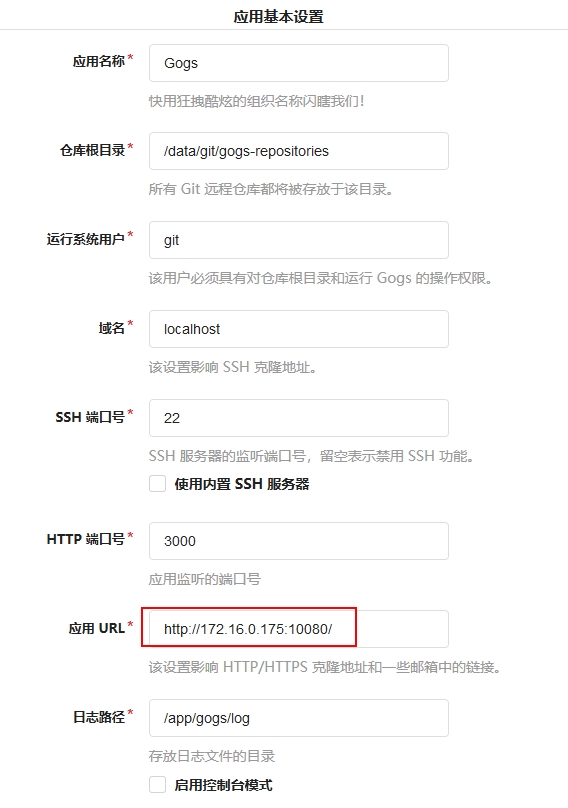 应用基本设置
应用名称* Gogs
快用狂拽酷炫的组织名称闪瞎我们！
仓库根目录* /data/git/gogs-repositories
所有 Git 远程仓库都将被存放于该目录。
运行系统用户* git
该用户必须具有对仓库根目录和运行 Gogs 的操作权限。
域名* localhost
该设置影响 SSH 克隆地址。
SSH 端口号* 22
SSH 服务器的监听端口号，留空表示禁用 SSH 功能。
使用内置 SSH 服务器
HTTP 端口号* 3000
应用监听的端口号
应用 URL* http://172.16.0.175:10080/
该设置影响 HTTP/HTTPS 克隆地址和一些邮箱中的链接。
日志路径* /app/gogs/log
存放日志文件的目录
启用控制台模式